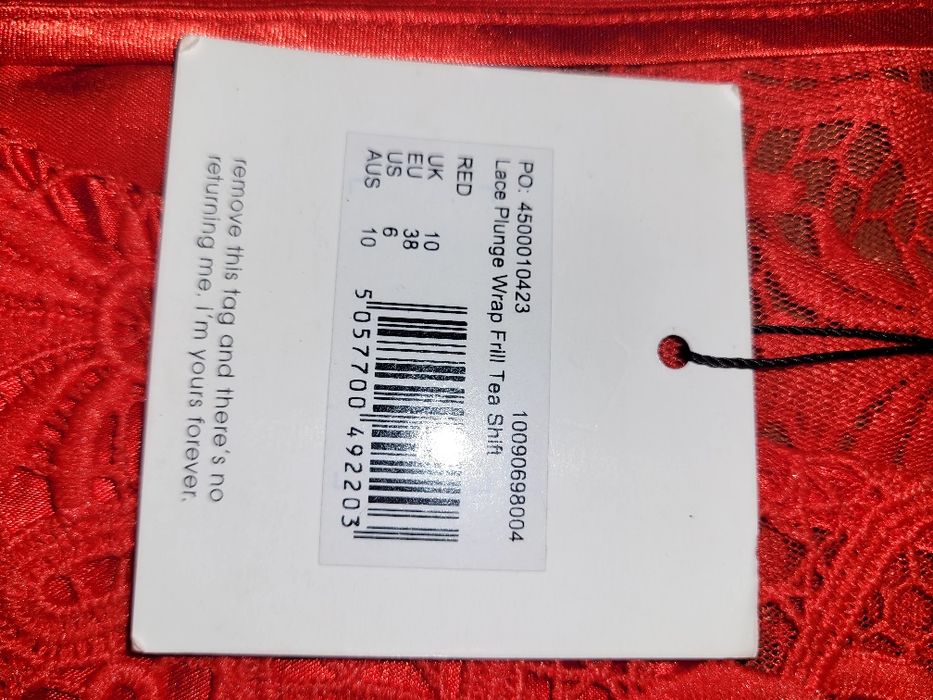 PO: 4500010423 10090698004
Lace Plunge Wrap Frill Tea Shift
RED
UK 10
EU 38
US 6
AUS 10
5 057700 492203
remove this tag and there's no
returning me, i'm yours forever.